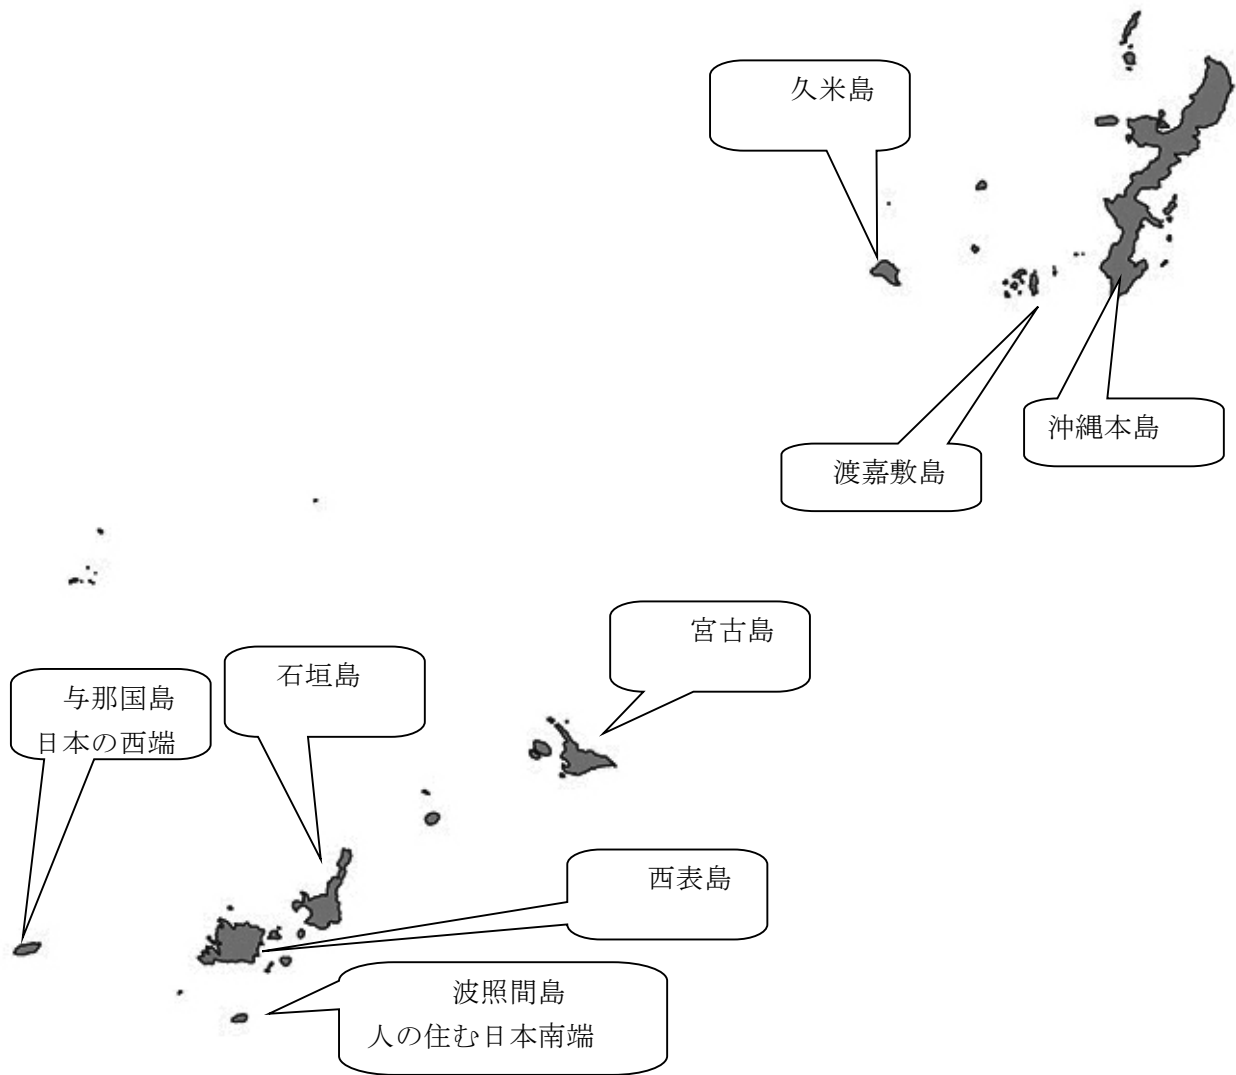 久米島
沖縄本島
渡嘉敷島
宮古島
石垣島
与那国島
日本の西端
西表島
波照間島
人の住む日本南端